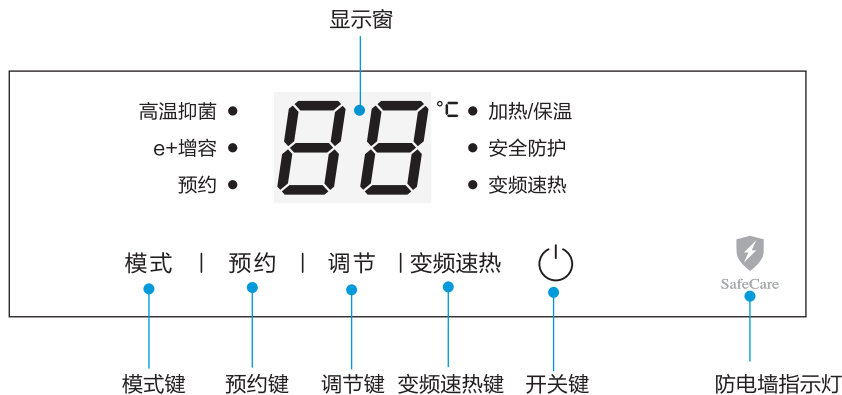 显示窗
高温抑菌 ● 88 °C ● 加热/保温
e+增容 ● ● 安全防护
预约 ● ● 变频速热
模式 | 预约 | 调节 | 变频速热
SafeCare
模式键 预约键 调节键 变频速热键 开关键 防电墙指示灯